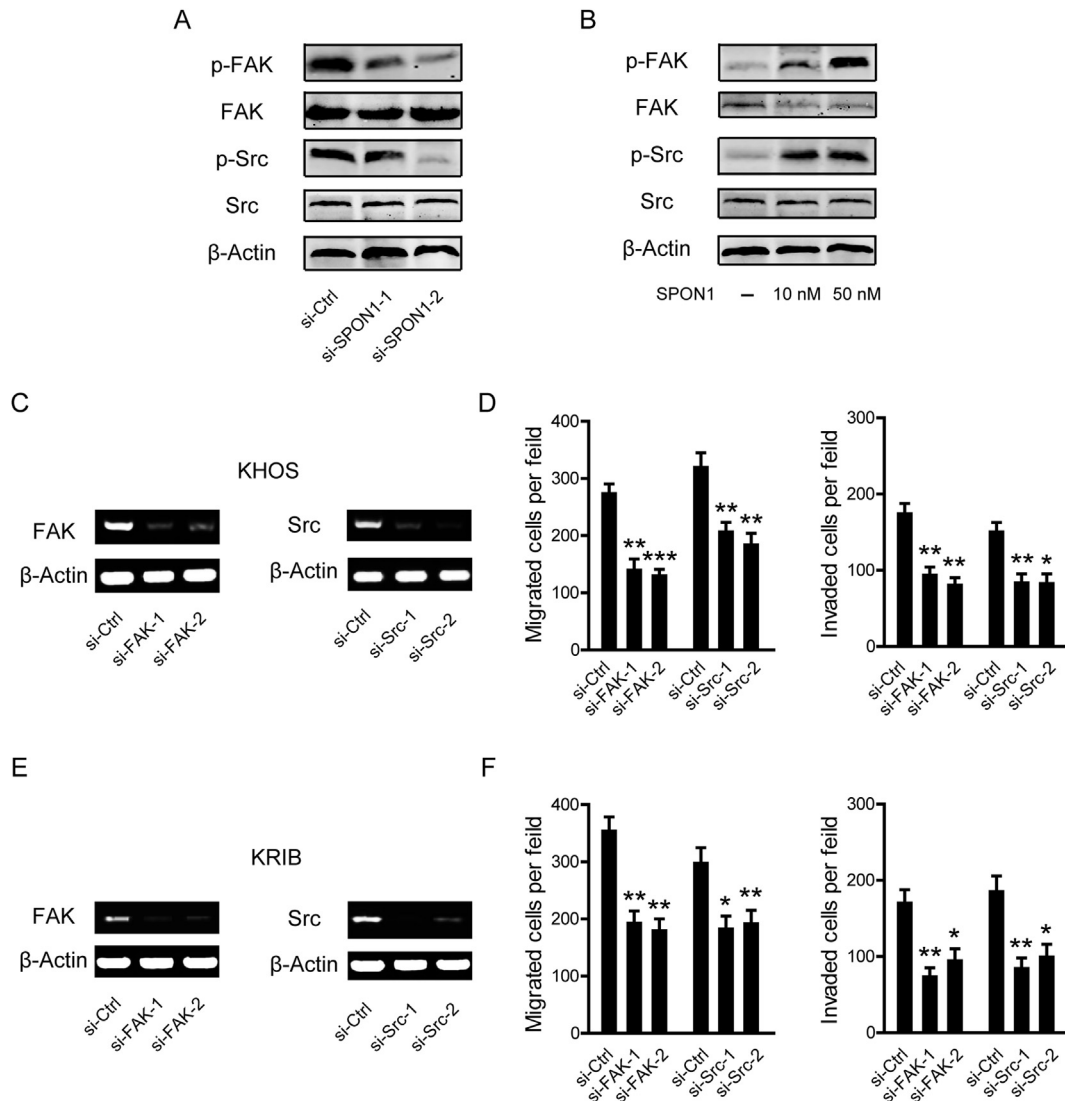 A
p-FAK
FAK
p-Src
Src
β-Actin
si-Ctrl
si-SPON1-1
si-SPON1-2
B
p-FAK
FAK
p-Src
Src
β-Actin
SPON1 – 10 nM 50 nM
C
KHOS
FAK
β-Actin
si-Ctrl
si-FAK-1
si-FAK-2
Src
β-Actin
si-Ctrl
si-Src-1
si-Src-2
D
Migrated cells per feild
400
300
200
100
0
** *** ** **
si-Ctrl
si-FAK-1
si-FAK-2
si-Ctrl
si-Src-1
si-Src-2
Invaded cells per feild
300
200
100
0
** ** ** *
si-Ctrl
si-FAK-1
si-FAK-2
si-Ctrl
si-Src-1
si-Src-2
E
KRIB
FAK
β-Actin
si-Ctrl
si-FAK-1
si-FAK-2
Src
β-Actin
si-Ctrl
si-Src-1
si-Src-2
F
Migrated cells per feild
400
300
200
100
0
** ** * **
si-Ctrl
si-FAK-1
si-FAK-2
si-Ctrl
si-Src-1
si-Src-2
Invaded cells per feild
300
200
100
0
** * ** *
si-Ctrl
si-FAK-1
si-FAK-2
si-Ctrl
si-Src-1
si-Src-2